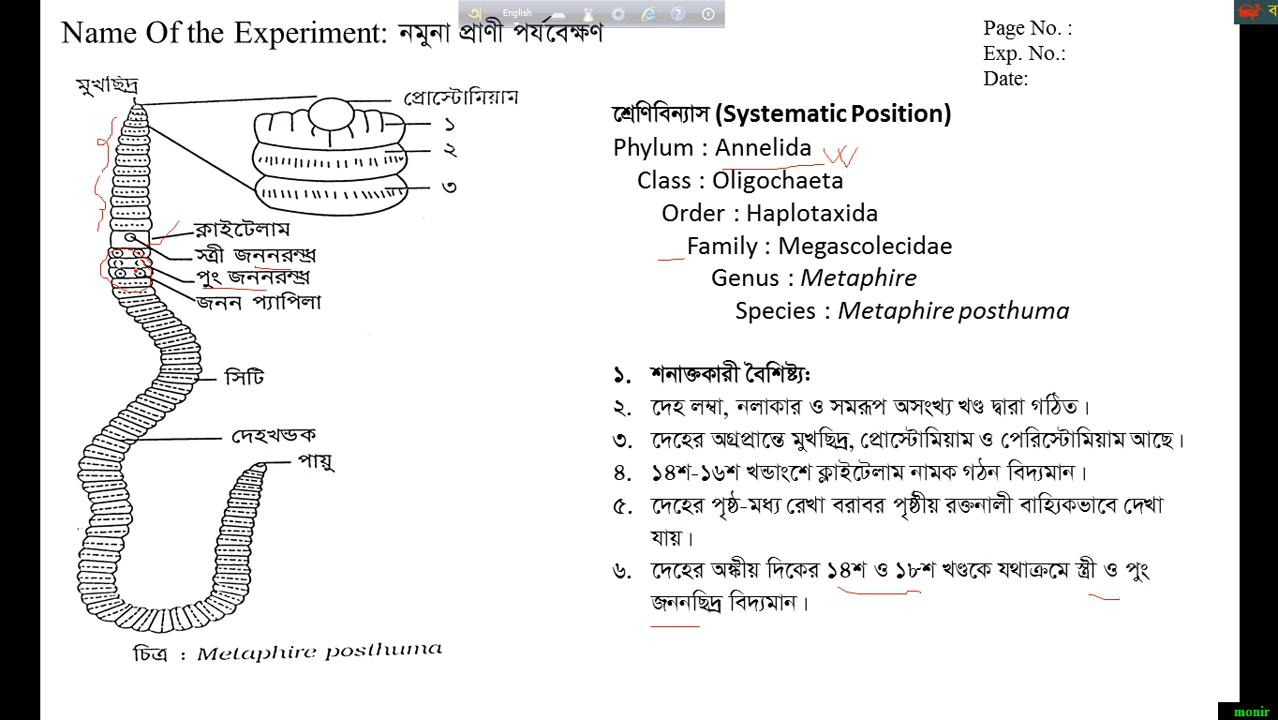 English
ব
Name Of the Experiment: নমুনা প্রাণী পর্যবেক্ষণ
Page No. :
Exp. No.:
Date:
মুখছিদ্র
প্রোস্টোমিয়াম
১
২
৩
ক্লাইটেলাম
স্ত্রী জননরন্ধ্র
পুং জননরন্ধ্র
জনন প্যাপিলা
সিটি
দেহখন্ডক
পায়ু
চিত্র : Metaphire posthuma
শ্রেণিবিন্যাস (Systematic Position)
Phylum : Annelida
Class : Oligochaeta
Order : Haplotaxida
Family : Megascolecidae
Genus : Metaphire
Species : Metaphire posthuma
১. শনাক্তকারী বৈশিষ্ট্যঃ
২. দেহ লম্বা, নলাকার ও সমরূপ অসংখ্য খণ্ড দ্বারা গঠিত।
৩. দেহের অগ্রপ্রান্তে মুখছিদ্র, প্রোস্টোমিয়াম ও পেরিস্টোমিয়াম আছে।
৪. ১৪শ-১৬শ খন্ডাংশে ক্লাইটেলাম নামক গঠন বিদ্যমান।
৫. দেহের পৃষ্ঠ-মধ্য রেখা বরাবর পৃষ্ঠীয় রক্তনালী বাহ্যিকভাবে দেখা
যায়।
৬. দেহের অঙ্কীয় দিকের ১৪শ ও ১৮শ খণ্ডকে যথাক্রমে স্ত্রী ও পুং
জননছিদ্র বিদ্যমান।
monir